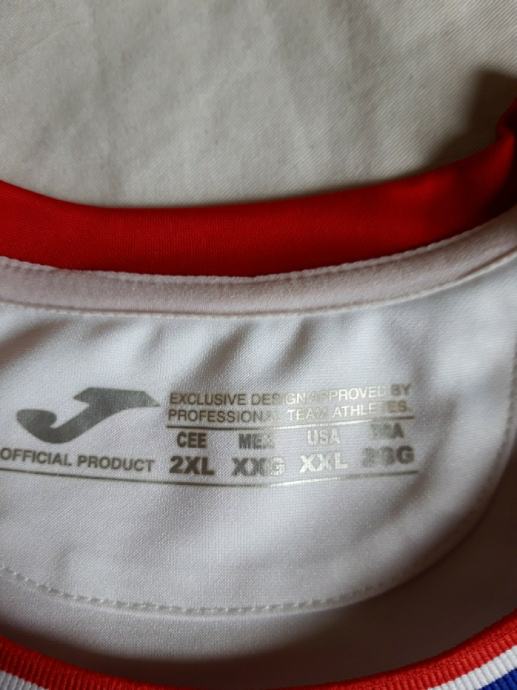 EXCLUSIVE DESIGN APPROVED BY
PROFESSIONAL TEAM ATHLETES.
CEE MEX USA
OFFICIAL PRODUCT 2XL XXG XXL